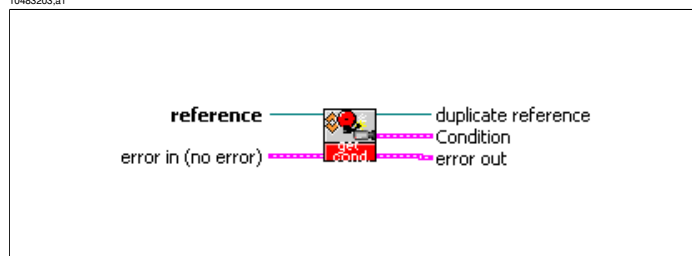 10483203,a1
reference
duplicate reference
Condition
error in (no error)
error out
get
cond.